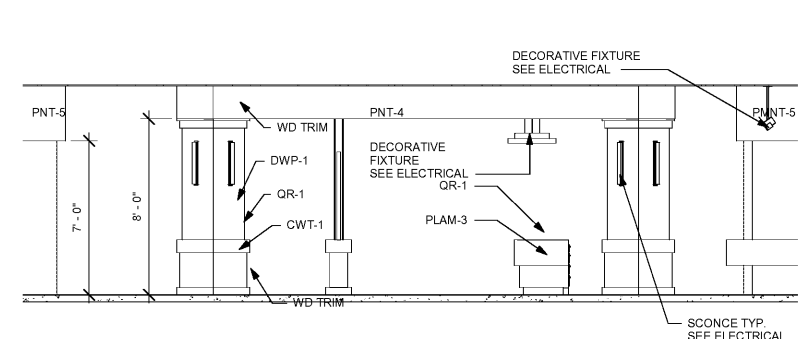 DECORATIVE FIXTURE
SEE ELECTRICAL
PNT-5
PNT-4
PMNT-5
WD TRIM
DECORATIVE
FIXTURE
SEE ELECTRICAL
DWP-1
QR-1
QR-1
7' - 0"
8' - 0"
CWT-1
PLAM-3
WD TRIM
SCONCE TYP.
SEE ELECTRICAL